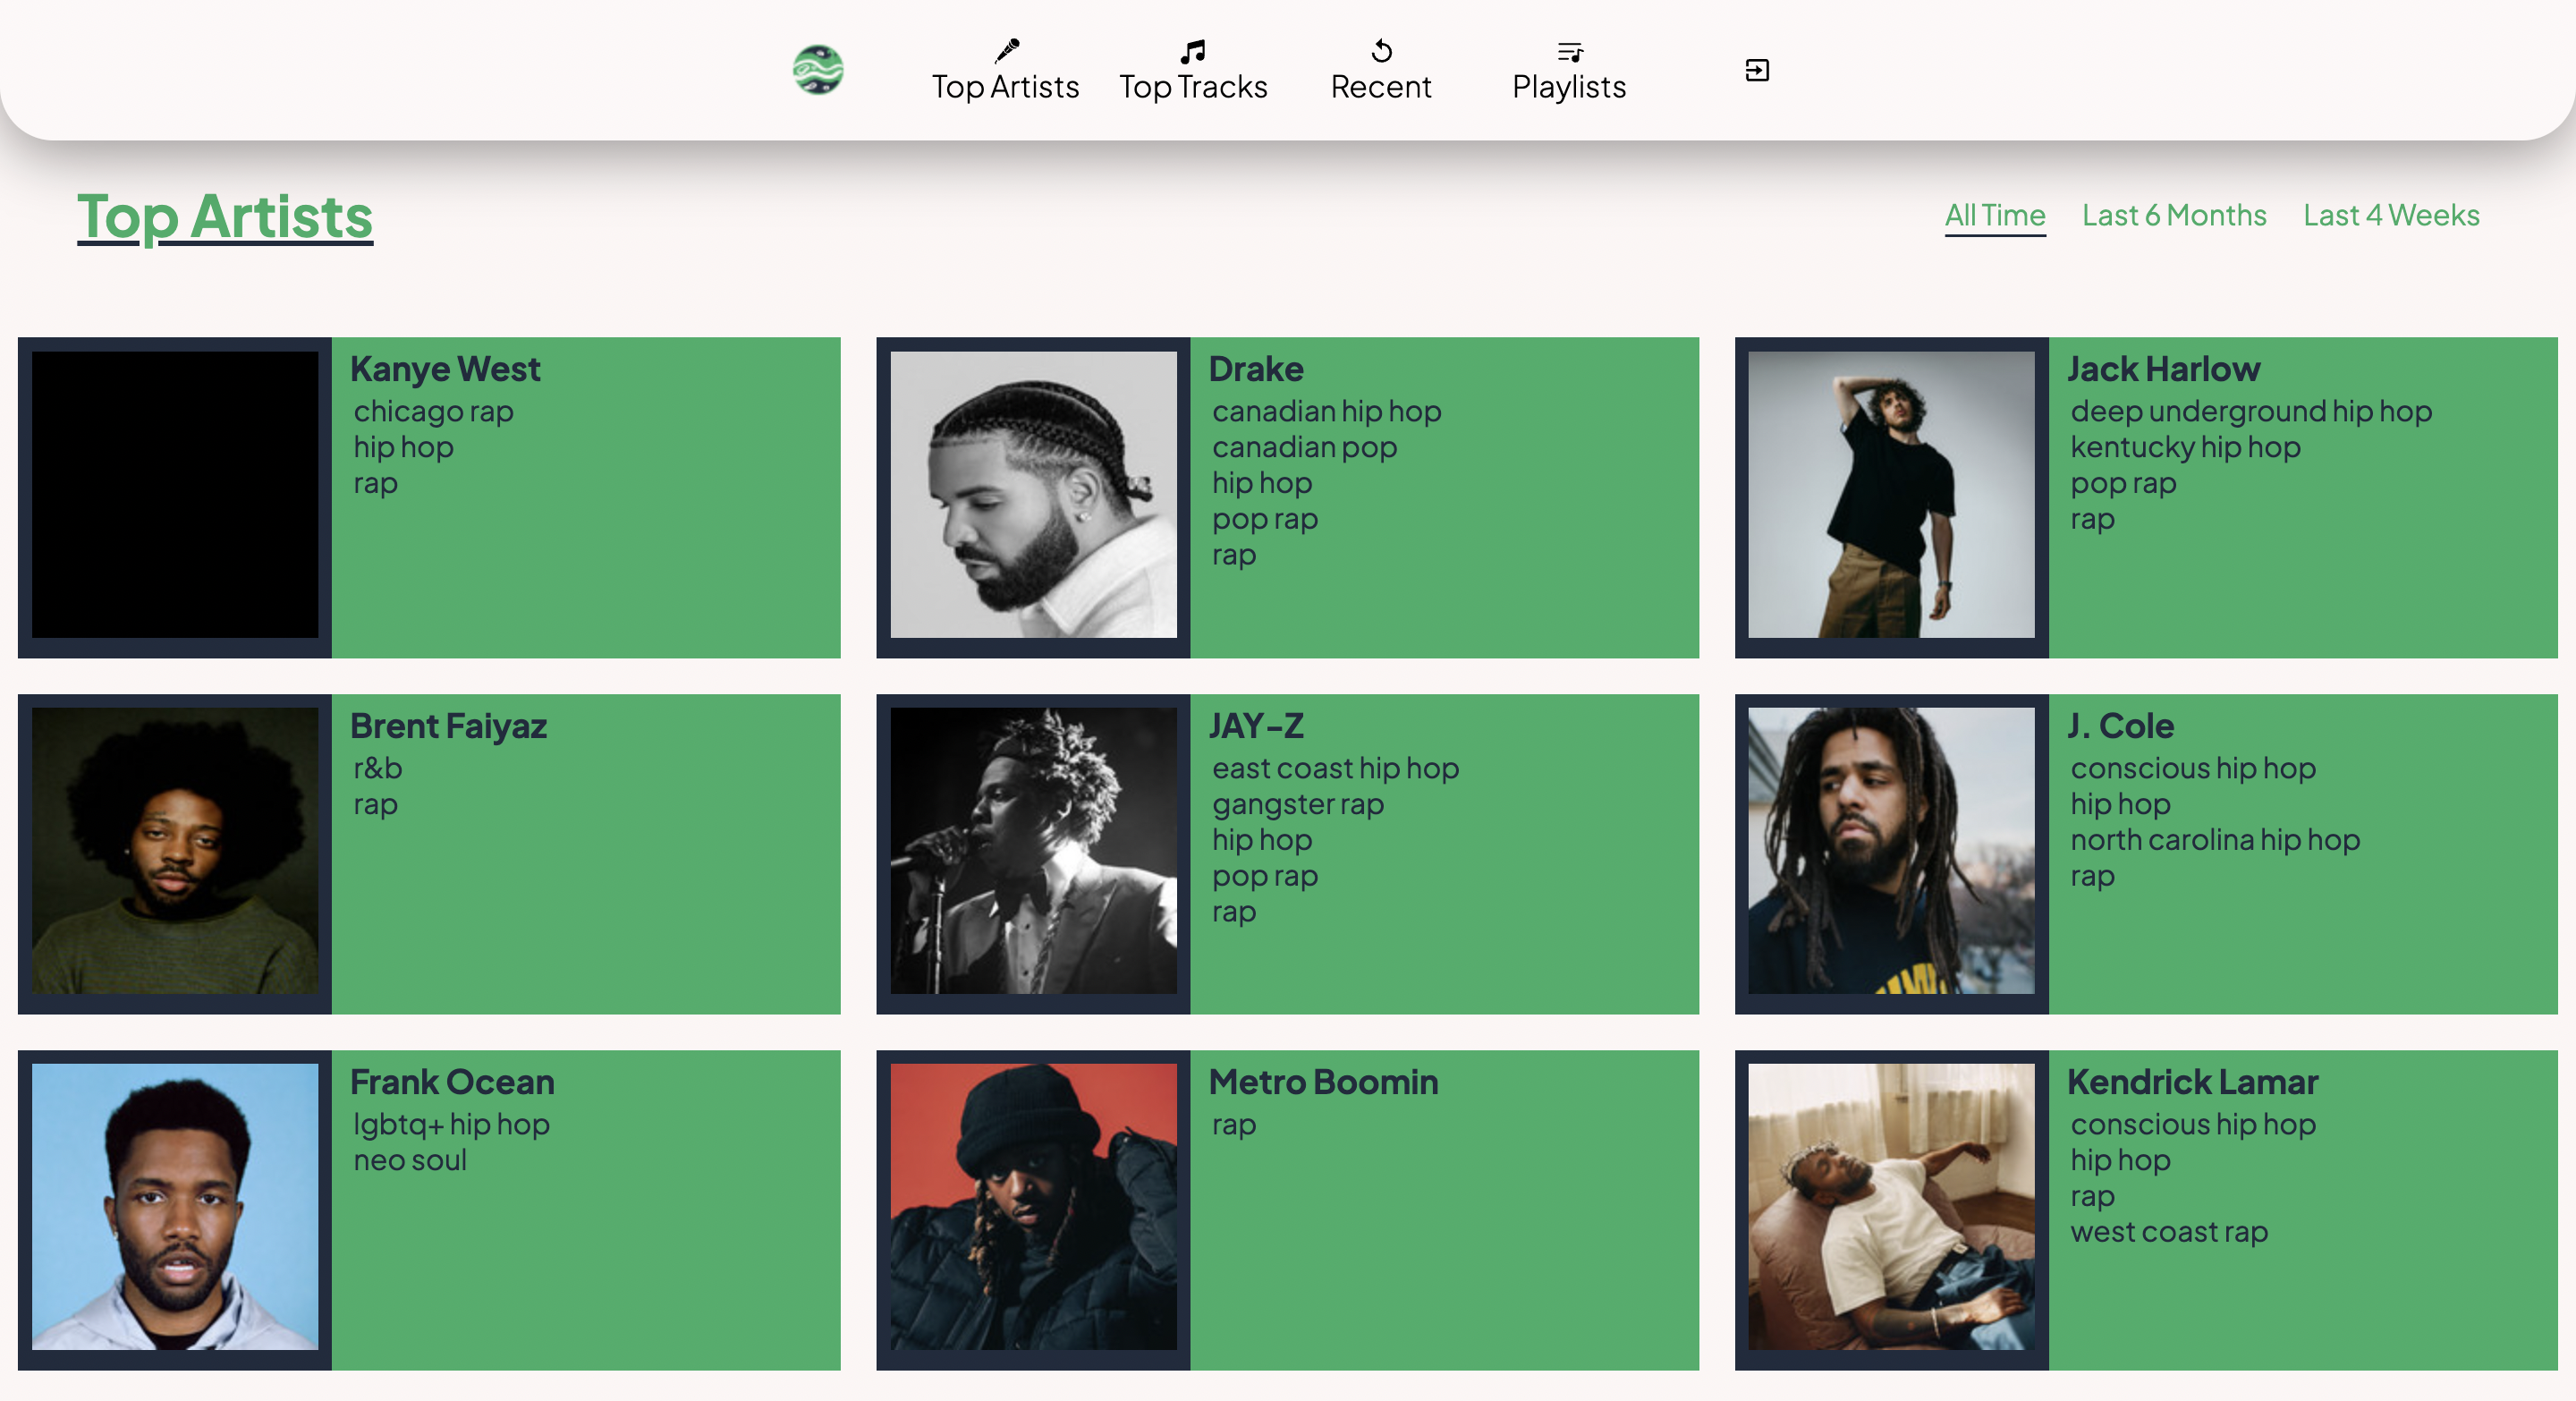 Top Artists
Top Tracks
Recent
Playlists
Top Artists
All Time
Last 6 Months
Last 4 Weeks
Kanye West
chicago rap
hip hop
rap
Drake
canadian hip hop
canadian pop
hip hop
pop rap
rap
Jack Harlow
deep underground hip hop
kentucky hip hop
pop rap
rap
Brent Faiyaz
r&b
rap
JAY-Z
east coast hip hop
gangster rap
hip hop
pop rap
rap
J. Cole
conscious hip hop
hip hop
north carolina hip hop
rap
Frank Ocean
lgbtq+ hip hop
neo soul
Metro Boomin
rap
Kendrick Lamar
conscious hip hop
hip hop
rap
west coast rap